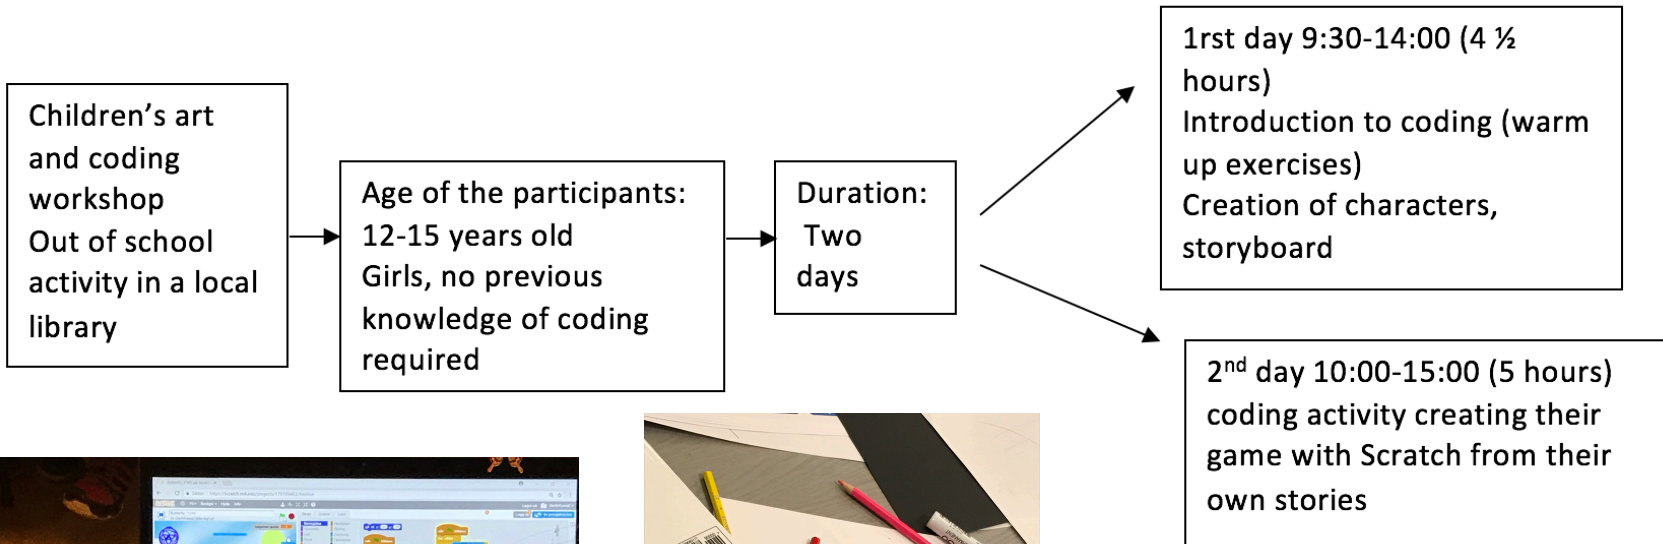 Children’s art
and coding
workshop
Out of school
activity in a local
library
Age of the participants:
12-15 years old
Girls, no previous
knowledge of coding
required
Duration:
Two
days
1rst day 9:30-14:00 (4 ½
hours)
Introduction to coding (warm
up exercises)
Creation of characters,
storyboard
2nd day 10:00-15:00 (5 hours)
coding activity creating their
game with Scratch from their
own stories